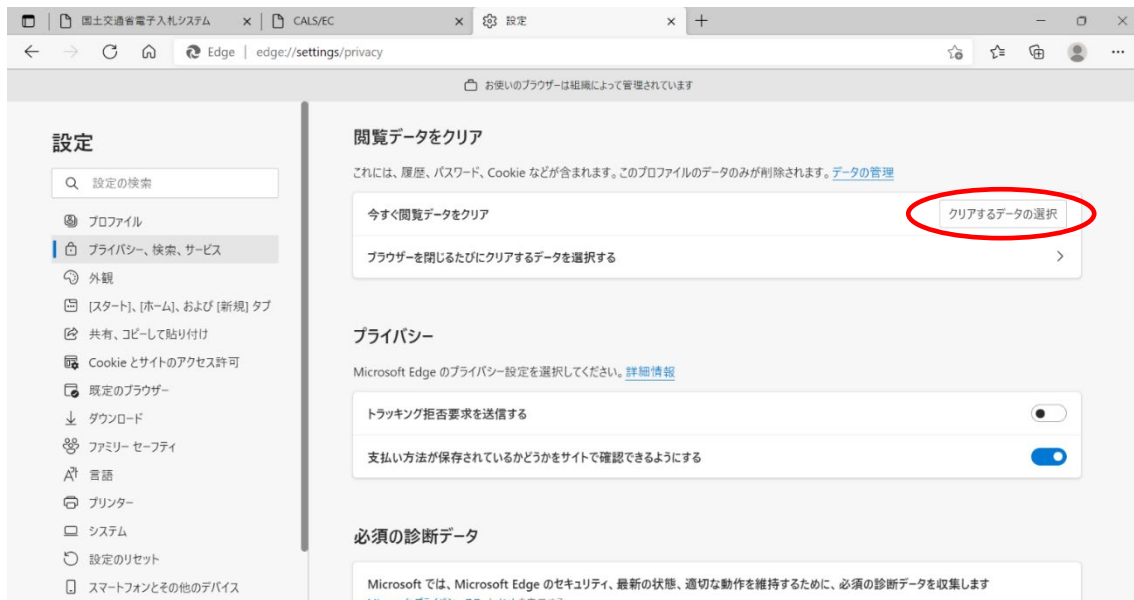 国土交通省電子入札システム
CALS/EC
設定
Edge | edge://settings/privacy
お使いのブラウザーは組織によって管理されています
設定
設定の検索
プロファイル
プライバシー、検索、サービス
外観
[スタート]、[ホーム]、および [新規] タブ
共有、コピーして貼り付け
Cookie とサイトのアクセス許可
既定のブラウザー
ダウンロード
ファミリー セーフティ
言語
プリンター
システム
設定のリセット
スマートフォンとその他のデバイス
閲覧データをクリア
これには、履歴、パスワード、Cookie などが含まれます。このプロファイルのデータのみが削除されます。データの管理
今すぐ閲覧データをクリア
クリアするデータの選択
ブラウザーを閉じるたびにクリアするデータを選択する
プライバシー
Microsoft Edge のプライバシー設定を選択してください。詳細情報
トラッキング拒否要求を送信する
支払い方法が保存されているかどうかをサイトで確認できるようにする
必須の診断データ
Microsoft では、Microsoft Edge のセキュリティ、最新の状態、適切な動作を維持するために、必須の診断データを収集します